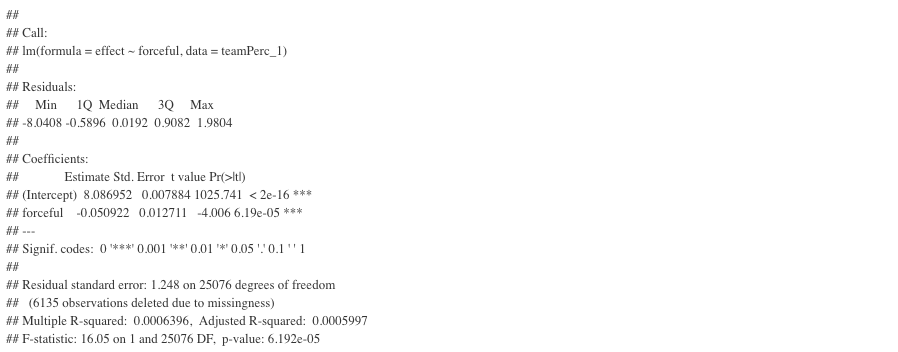 ##
## Call:
## lm(formula = effect ~ forceful, data = teamPerc_1)
##
## Residuals:
##     Min      1Q  Median      3Q     Max
## -8.0408 -0.5896  0.0192  0.9082  1.9804
##
## Coefficients:
##              Estimate Std. Error  t value Pr(>|t|)
## (Intercept)  8.086952   0.007884 1025.741  < 2e-16 ***
## forceful    -0.050922   0.012711   -4.006 6.19e-05 ***
## ---
## Signif. codes:  0 '***' 0.001 '**' 0.01 '*' 0.05 '.' 0.1 ' ' 1
##
## Residual standard error: 1.248 on 25076 degrees of freedom
##   (6135 observations deleted due to missingness)
## Multiple R-squared:  0.0006396,  Adjusted R-squared:  0.0005997
## F-statistic: 16.05 on 1 and 25076 DF,  p-value: 6.192e-05